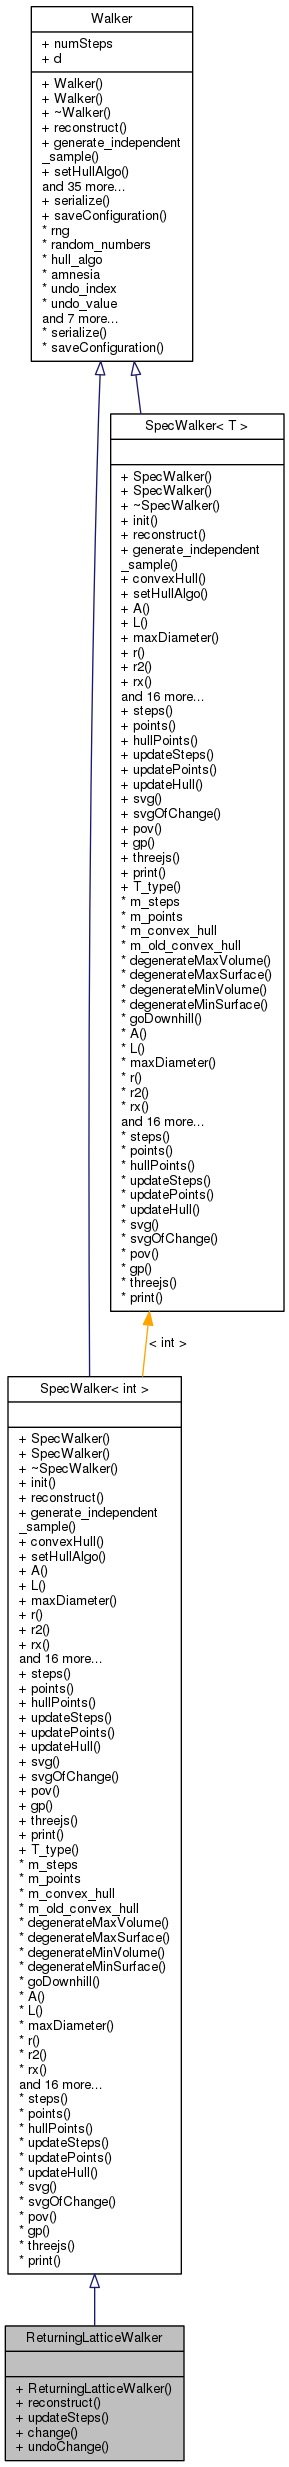 Walker
+ numSteps
+ d
+ Walker()
+ Walker()
+ ~Walker()
+ reconstruct()
+ generate_independent
_sample()
+ setHullAlgo()
and 35 more...
+ serialize()
+ saveConfiguration()
* rng
* random_numbers
* hull_algo
* amnesia
* undo_index
* undo_value
and 7 more...
* serialize()
* saveConfiguration()
SpecWalker< T >
+ SpecWalker()
+ SpecWalker()
+ ~SpecWalker()
+ init()
+ reconstruct()
+ generate_independent
_sample()
+ convexHull()
+ setHullAlgo()
+ A()
+ L()
+ maxDiameter()
+ r()
+ r2()
+ rx()
and 16 more...
+ steps()
+ points()
+ hullPoints()
+ updateSteps()
+ updatePoints()
+ updateHull()
+ svg()
+ svgOfChange()
+ pov()
+ gp()
+ threejs()
+ print()
+ T_type()
* m_steps
* m_points
* m_convex_hull
* m_old_convex_hull
* degenerateMaxVolume()
* degenerateMaxSurface()
* degenerateMinVolume()
* degenerateMinSurface()
* goDownhill()
* A()
* L()
* maxDiameter()
* r()
* r2()
* rx()
and 16 more...
* steps()
* points()
* hullPoints()
* updateSteps()
* updatePoints()
* updateHull()
* svg()
* svgOfChange()
* pov()
* gp()
* threejs()
* print()
< int >
SpecWalker< int >
+ SpecWalker()
+ SpecWalker()
+ ~SpecWalker()
+ init()
+ reconstruct()
+ generate_independent
_sample()
+ convexHull()
+ setHullAlgo()
+ A()
+ L()
+ maxDiameter()
+ r()
+ r2()
+ rx()
and 16 more...
+ steps()
+ points()
+ hullPoints()
+ updateSteps()
+ updatePoints()
+ updateHull()
+ svg()
+ svgOfChange()
+ pov()
+ gp()
+ threejs()
+ print()
+ T_type()
* m_steps
* m_points
* m_convex_hull
* m_old_convex_hull
* degenerateMaxVolume()
* degenerateMaxSurface()
* degenerateMinVolume()
* degenerateMinSurface()
* goDownhill()
* A()
* L()
* maxDiameter()
* r()
* r2()
* rx()
and 16 more...
* steps()
* points()
* hullPoints()
* updateSteps()
* updatePoints()
* updateHull()
* svg()
* svgOfChange()
* pov()
* gp()
* threejs()
* print()
ReturningLatticeWalker
+ ReturningLatticeWalker()
+ reconstruct()
+ updateSteps()
+ change()
+ undoChange()